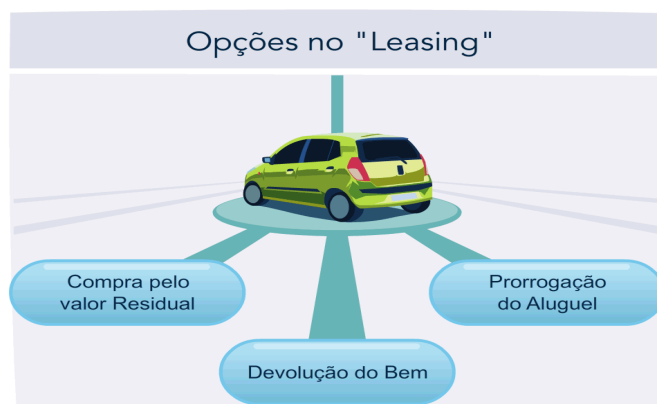 Opções no "Leasing"
Compra pelo
valor Residual
Prorrogação
do Aluguel
Devolução do Bem